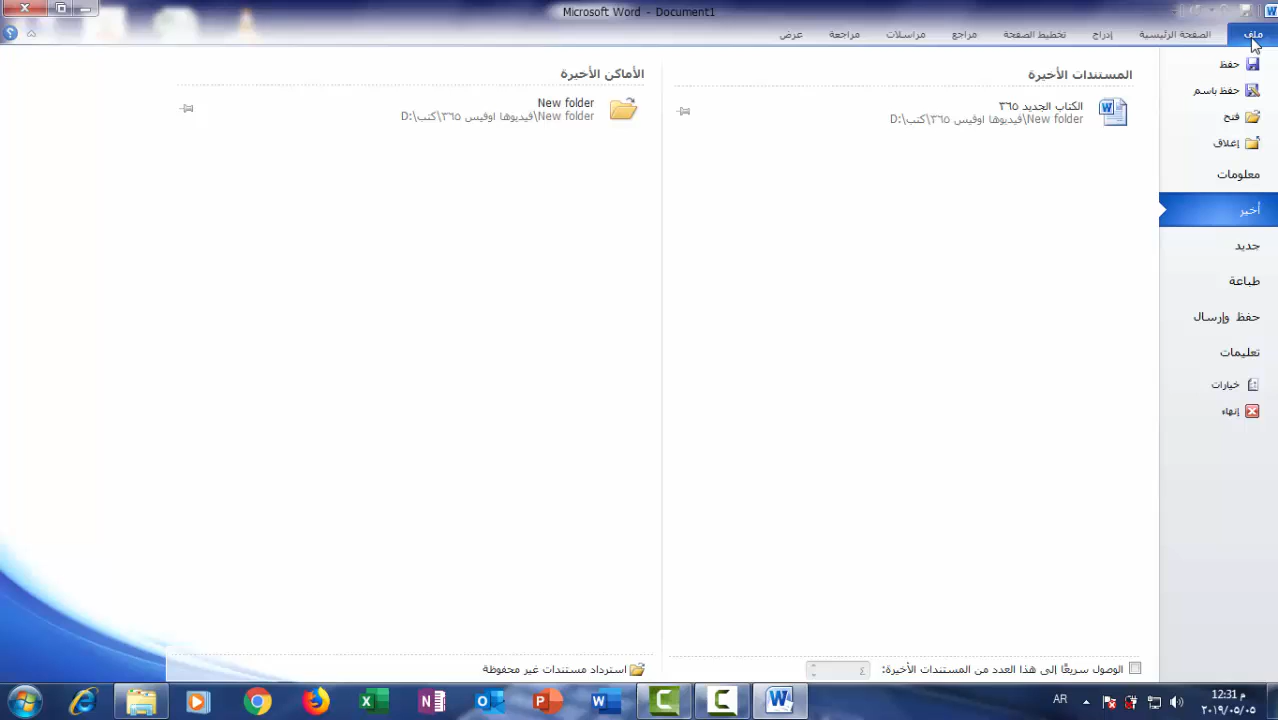 Microsoft Word - Document1
ملف
الصفحة الرئيسية
إدراج
تخطيط الصفحة
مراجع
مراسلات
مراجعة
عرض
حفظ
حفظ باسم
فتح
إغلاق
معلومات
أخير
جديد
طباعة
حفظ وإرسال
تعليمات
خيارات
إنهاء
المستندات الأخيرة
الكتاب الجديد ٣٦٥
D:\كتب\فيديوها اوفيس ٣٦٥\New folder
الأماكن الأخيرة
New folder
D:\كتب\فيديوها اوفيس ٣٦٥\New folder
الوصول سريعًا إلى هذا العدد من المستندات الأخيرة:
٤
استرداد مستندات غير محفوظة
AR
12:31 م
٢٠١٩/٠٥/٠٥